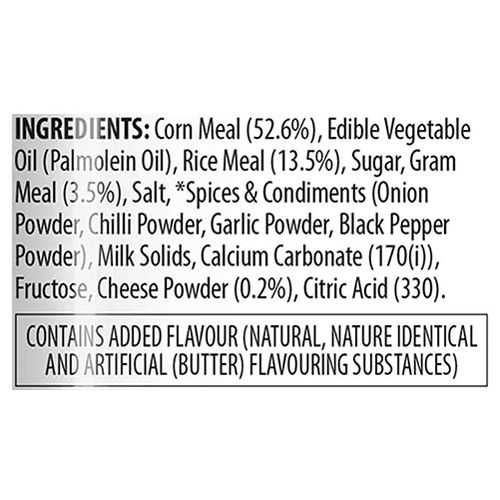 INGREDIENTS: Corn Meal (52.6%), Edible Vegetable
Oil (Palmolein Oil), Rice Meal (13.5%), Sugar, Gram
Meal (3.5%), Salt, *Spices & Condiments (Onion
Powder, Chilli Powder, Garlic Powder, Black Pepper
Powder), Milk Solids, Calcium Carbonate (170(i)),
Fructose, Cheese Powder (0.2%), Citric Acid (330).
CONTAINS ADDED FLAVOUR (NATURAL, NATURE IDENTICAL
AND ARTIFICIAL (BUTTER) FLAVOURING SUBSTANCES)